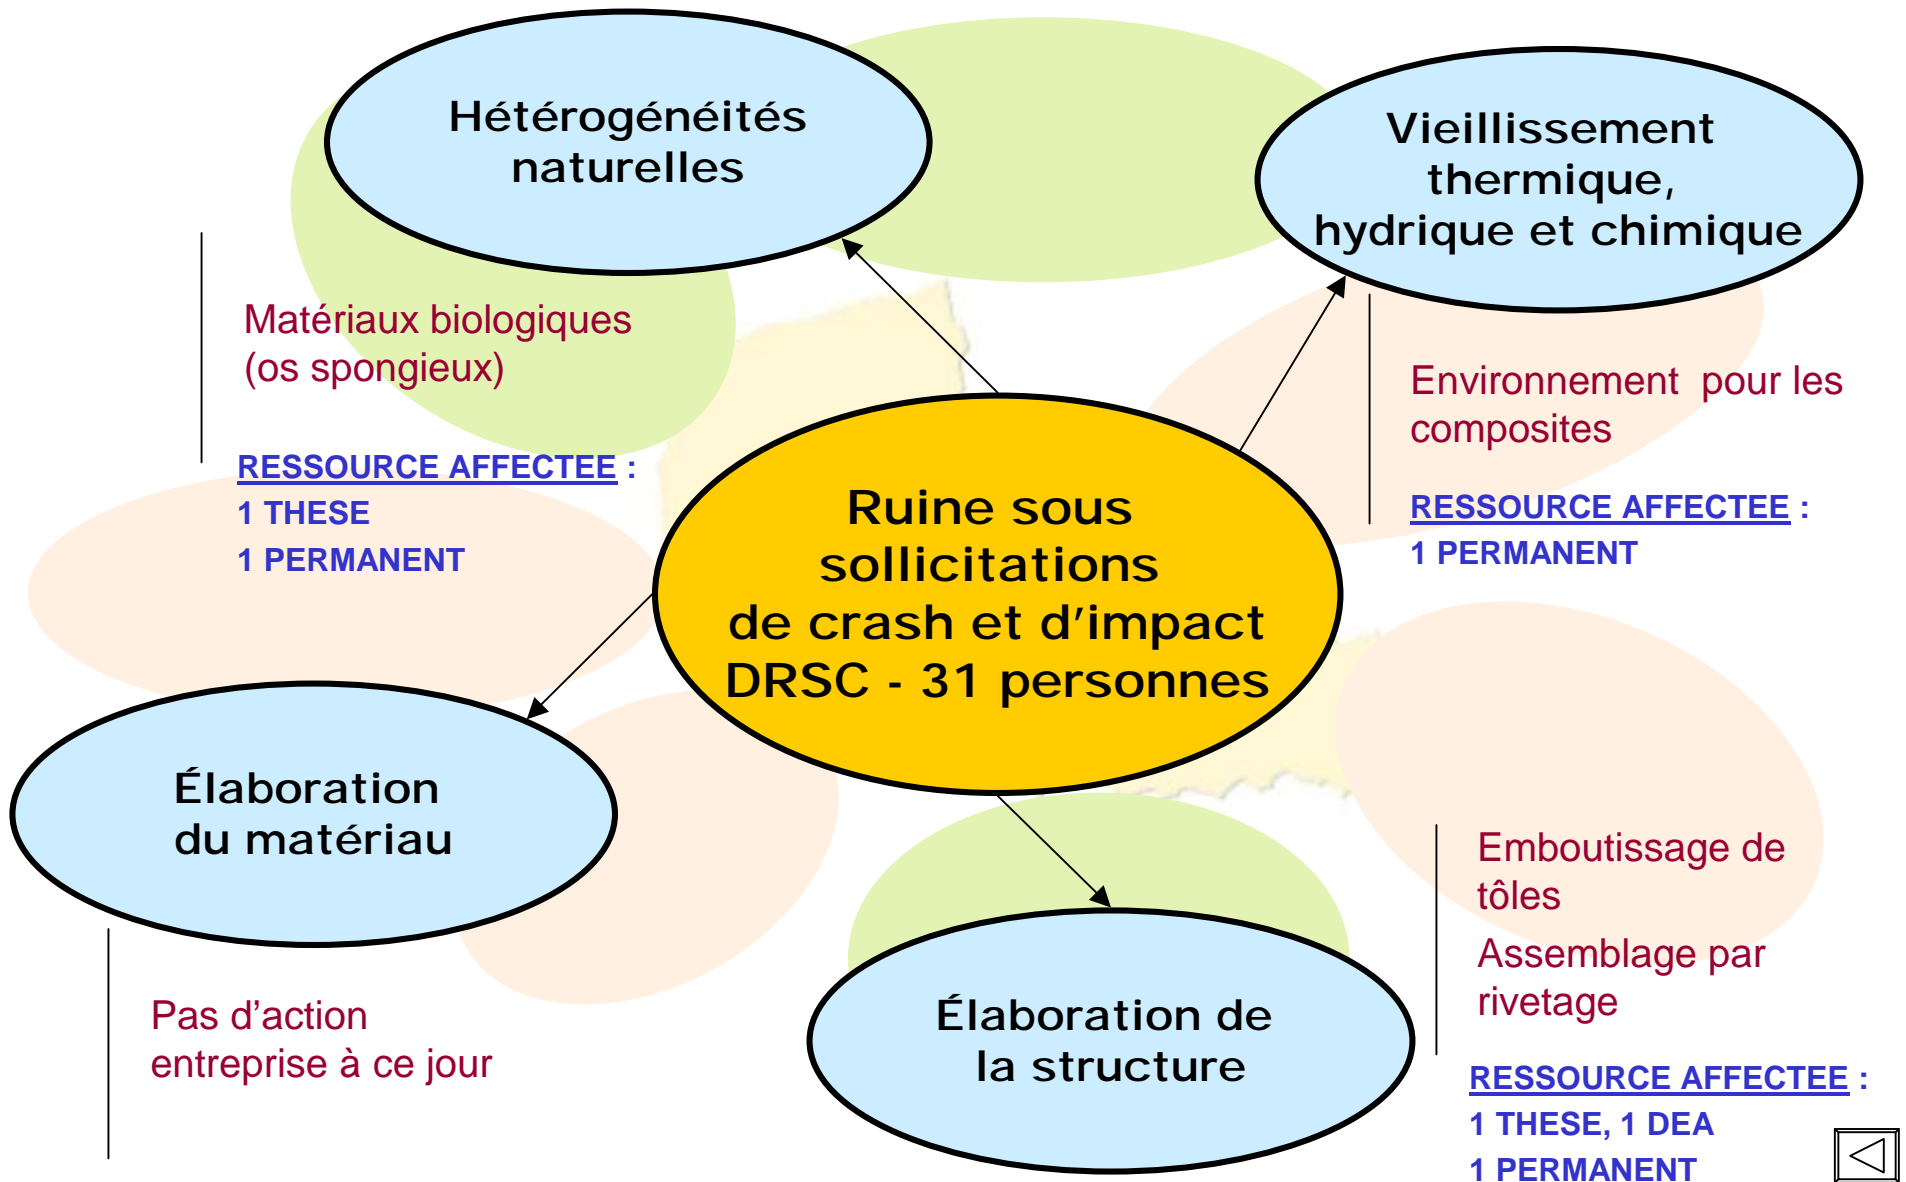 Hétérogénéités
naturelles
Vieillissement
thermique,
hydrique et chimique
Matériaux biologiques
(os spongieux)
RESSOURCE AFFECTEE :
1 THESE
1 PERMANENT
Environnement pour les
composites
RESSOURCE AFFECTEE :
1 PERMANENT
Ruine sous
sollicitations
de crash et d’impact
DRSC - 31 personnes
Élaboration
du matériau
Pas d’action
entreprise à ce jour
Élaboration de
la structure
Emboutissage de
tôles
Assemblage par
rivetage
RESSOURCE AFFECTEE :
1 THESE, 1 DEA
1 PERMANENT